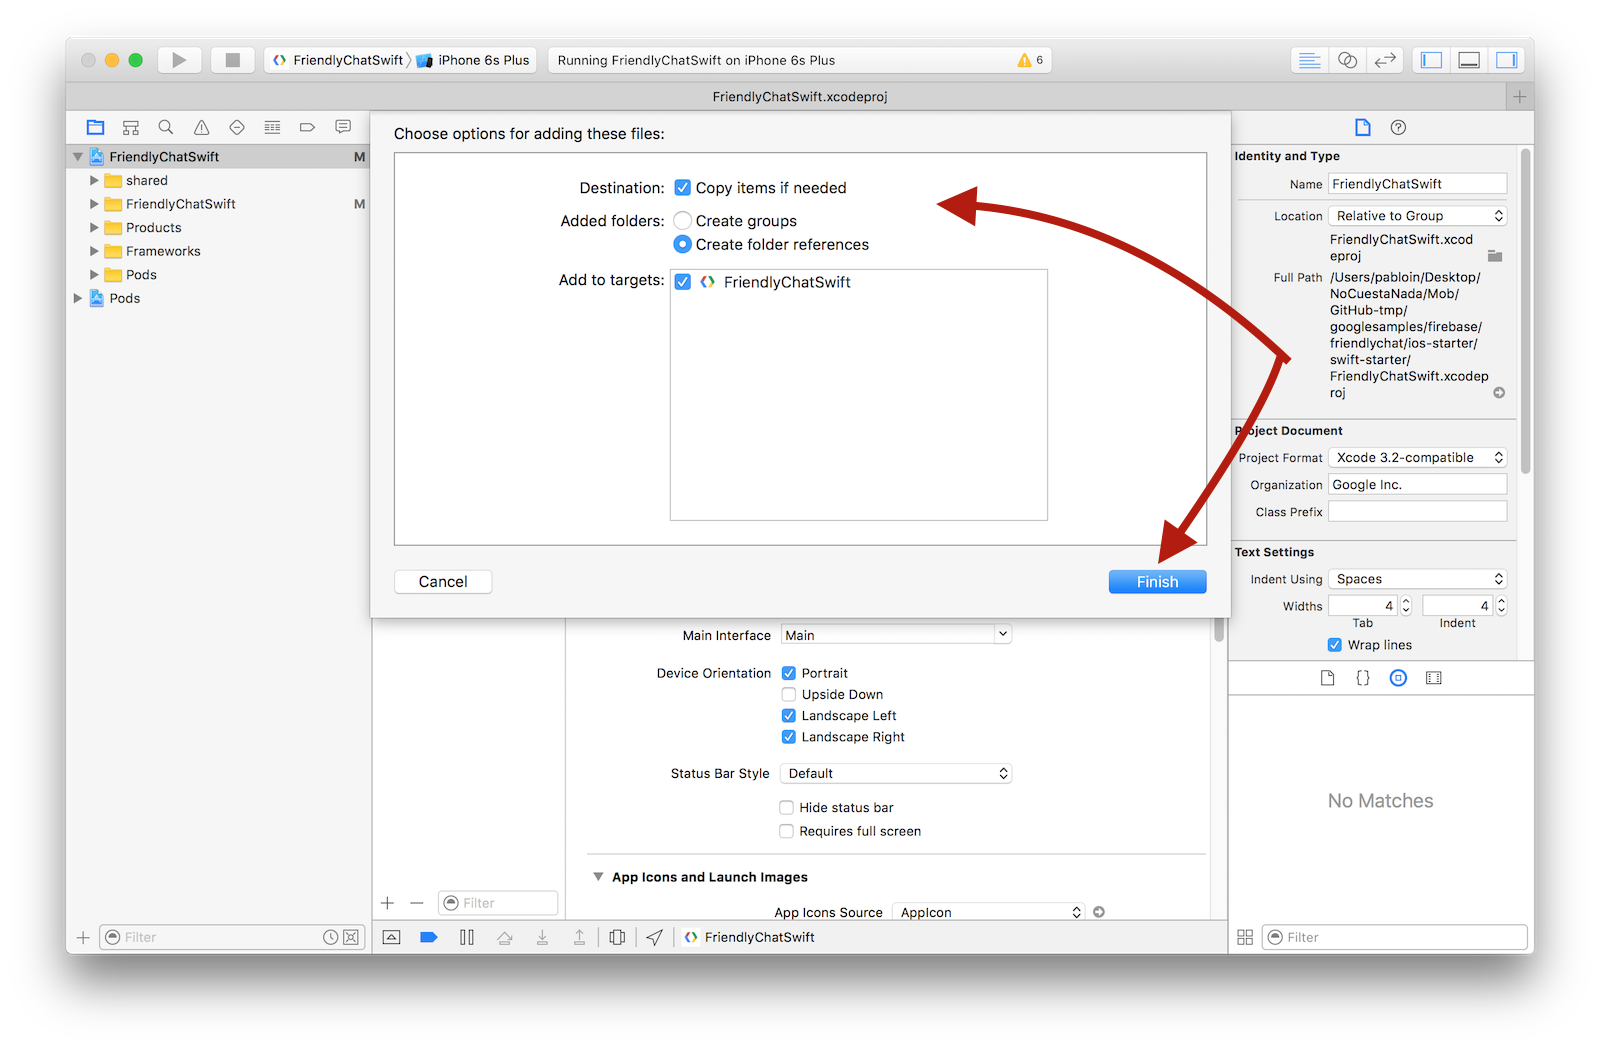 FriendlyChatSwift
iPhone 6s Plus
Running FriendlyChatSwift on iPhone 6s Plus
6
FriendlyChatSwift.xcodeproj
FriendlyChatSwift M
shared
FriendlyChatSwift M
Products
Frameworks
Pods
Pods
Filter
Choose options for adding these files:
Destination: Copy items if needed
Added folders: Create groups
Create folder references
Add to targets: FriendlyChatSwift
Cancel
Finish
Main Interface Main
Device Orientation Portrait
Upside Down
Landscape Left
Landscape Right
Status Bar Style Default
Hide status bar
Requires full screen
App Icons and Launch Images
App Icons Source AppIcon
Filter
FriendlyChatSwift
Identity and Type
Name FriendlyChatSwift
Location Relative to Group
FriendlyChatSwift.xcod
eproj
Full Path /Users/pabloin/Desktop/
NoCuestaNada/Mob/
GitHub-tmp/
googlesamples/firebase/
friendlychat/ios-starter/
swift-starter/
FriendlyChatSwift.xcodep
roj
Project Document
Project Format Xcode 3.2-compatible
Organization Google Inc.
Class Prefix
Text Settings
Indent Using Spaces
Widths 4 4
Tab Indent
Wrap lines
{}
No Matches
Filter